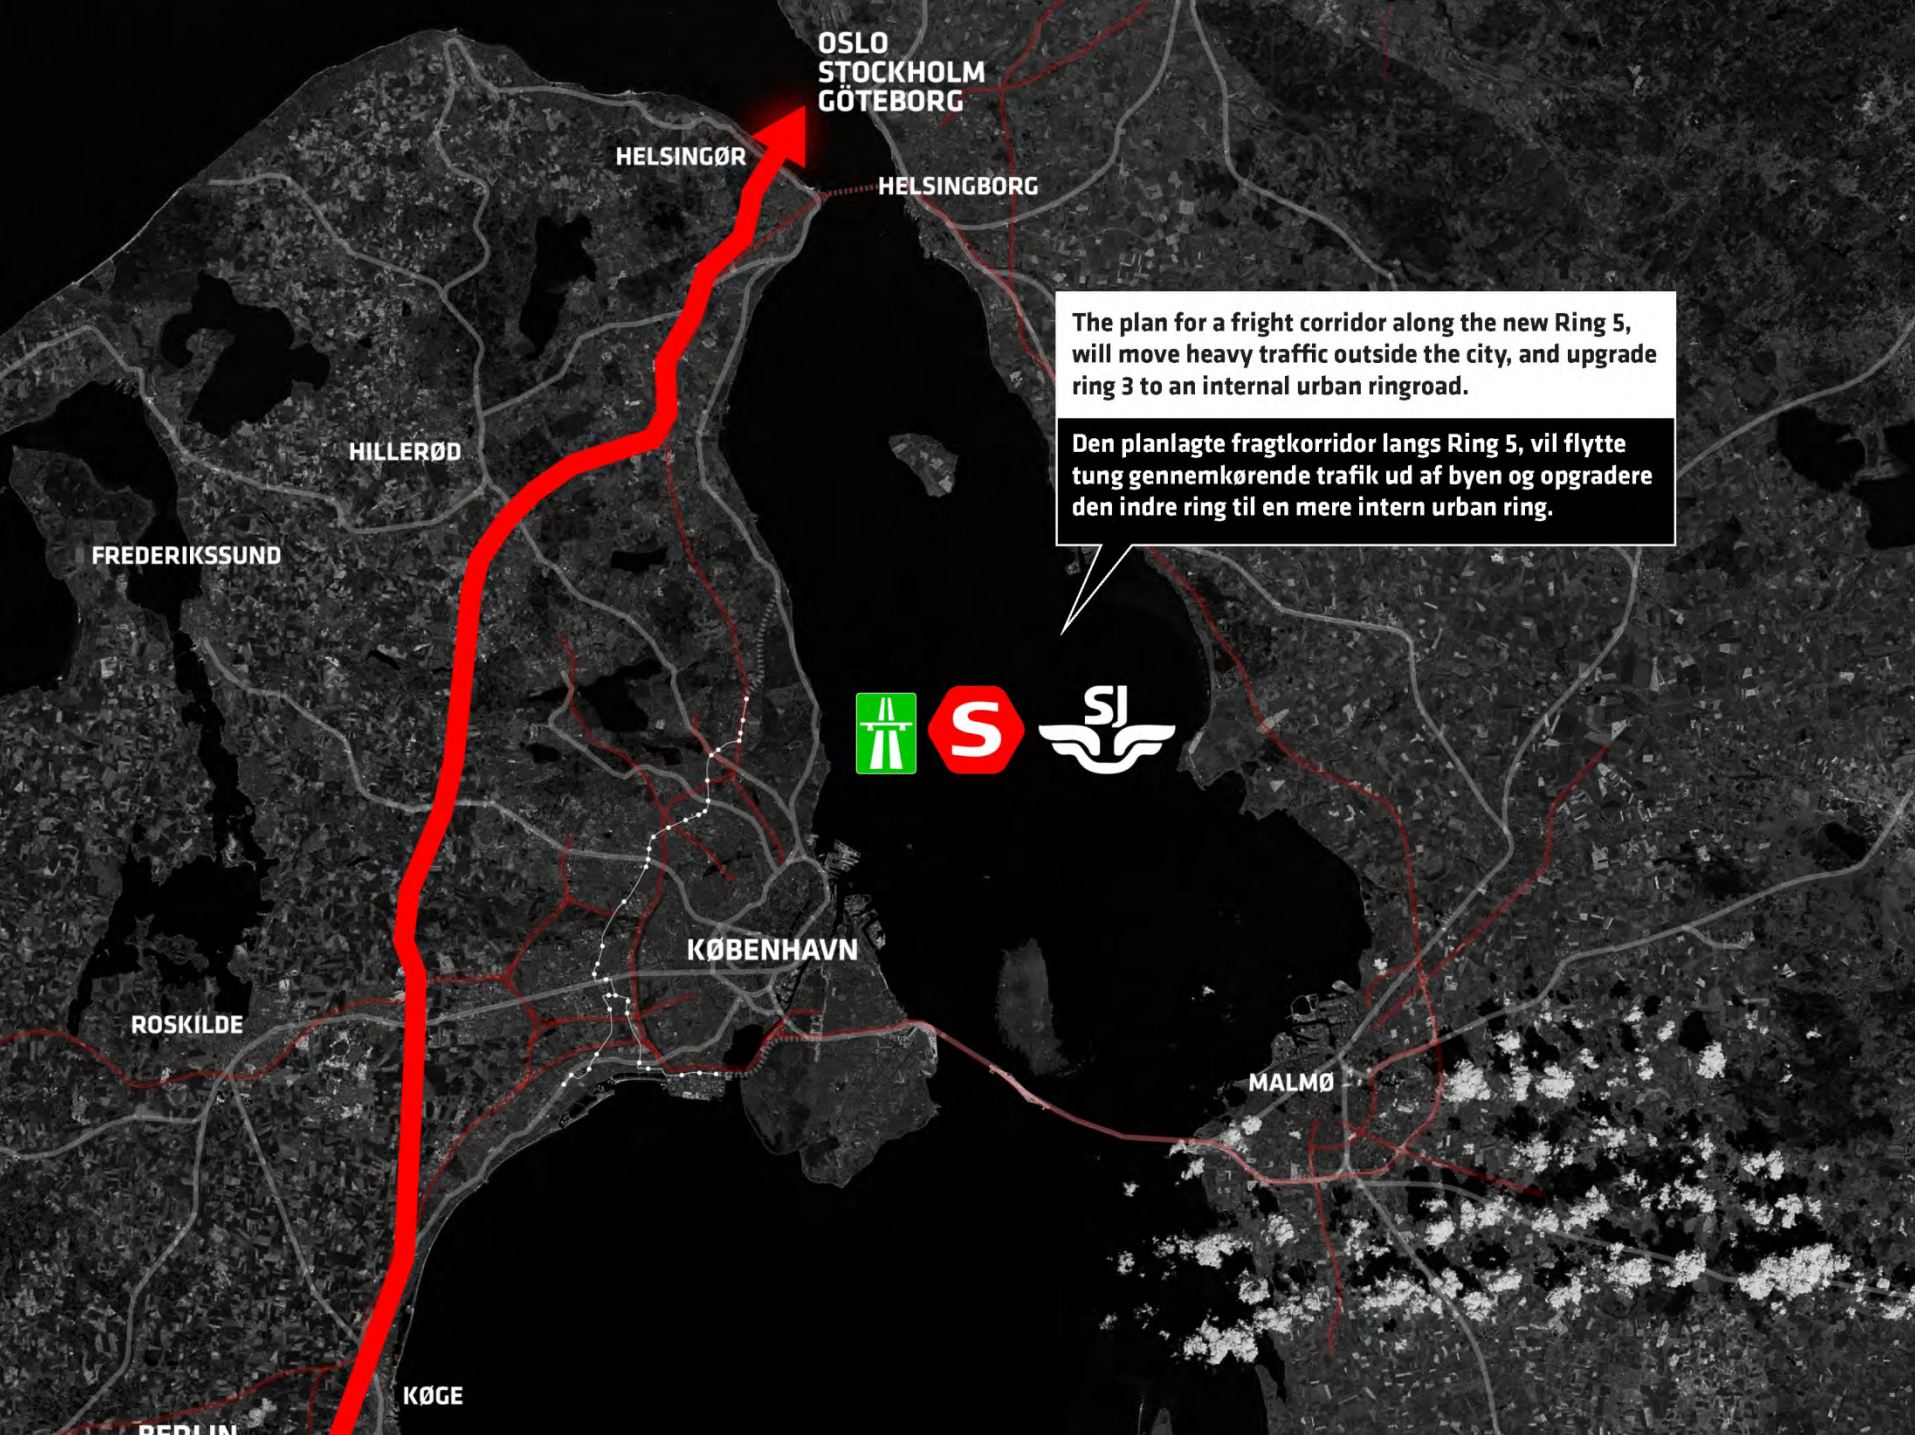 OSLO
STOCKHOLM
GÖTEBORG
HELSINGØR
HELSINGBORG
The plan for a fright corridor along the new Ring 5,
will move heavy traffic outside the city, and upgrade
ring 3 to an internal urban ringroad.
Den planlagte fragtkorridor langs Ring 5, vil flytte
tung gennemkørende trafik ud af byen og opgradere
den indre ring til en mere intern urban ring.
HILLERØD
FREDERIKSSUND
S
SJ
KØBENHAVN
ROSKILDE
MALMØ
KØGE
BERLIN